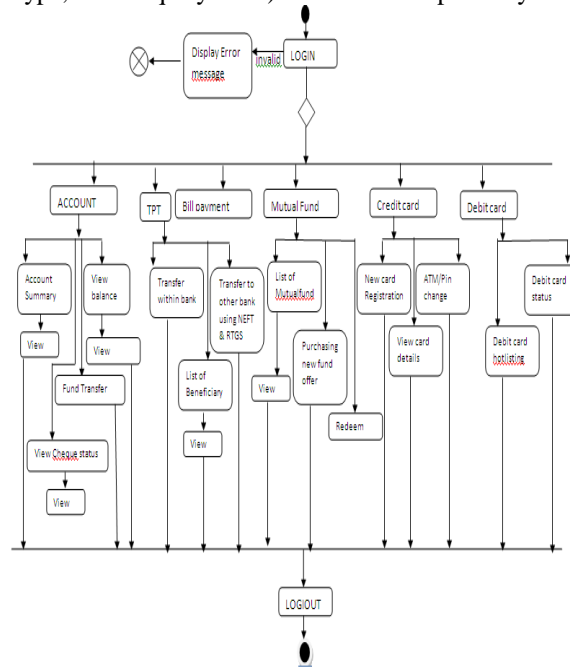 ype,
Display Error
message
invalid
LOGIN
ACCOUNT
TPT
Bill payment
Mutual Fund
Credit card
Debit card
Account
Summary
View
balance
Transfer
within bank
Transfer to
other bank
using NEFT
& RTGS
List of
Mutualfund
New card
Registration
ATM/Pin
change
Debit card
status
View
View
Fund Transfer
List of
Beneficiary
View
Purchasing
new fund
offer
View card
details
Debit card
hotlisting
View
Redeem
View Cheque status
View
LOGIOUT